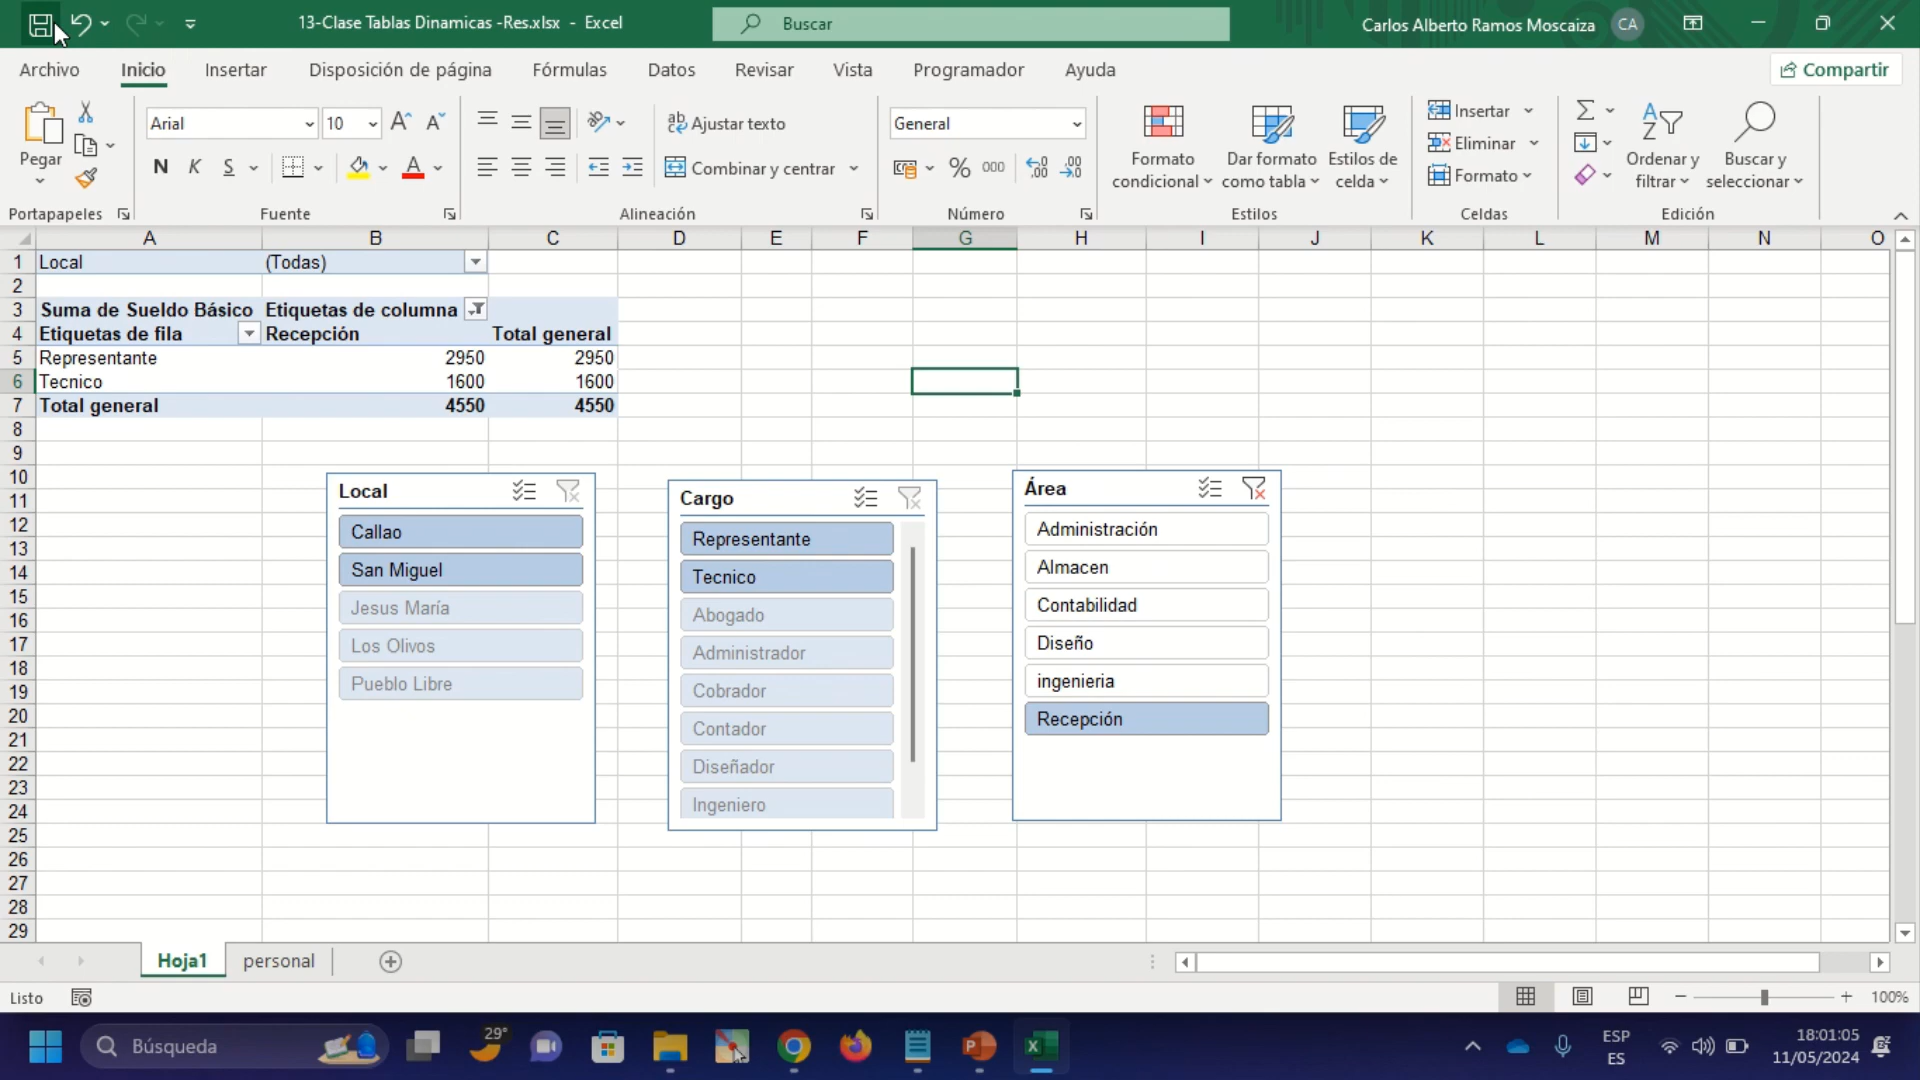 13-Clase Tablas Dinamicas -Res.xlsx - Excel
Buscar
Carlos Alberto Ramos Moscaiza
CA
Archivo
Inicio
Insertar
Disposición de página
Fórmulas
Datos
Revisar
Vista
Programador
Ayuda
Compartir
Pegar
Arial
10
N K S
Ajustar texto
Combinar y centrar
General
% 000
Formato
condicional
Dar formato
como tabla
Estilos de
celda
Insertar
Eliminar
Formato
Ordenar y
filtrar
Buscar y
seleccionar
Portapapeles
Fuente
Alineación
Número
Estilos
Celdas
Edición
A B C D E F G H I J K L M N O
1 Local (Todas)
2
3 Suma de Sueldo Básico Etiquetas de columna
4 Etiquetas de fila Recepción Total general
5 Representante 2950 2950
6 Tecnico 1600 1600
7 Total general 4550 4550
8
9
10
11
12
13
14
15
16
17
18
19
20
21
22
23
24
25
26
27
28
29
Local
Callao
San Miguel
Jesus María
Los Olivos
Pueblo Libre
Cargo
Representante
Tecnico
Abogado
Administrador
Cobrador
Contador
Diseñador
Ingeniero
Área
Administración
Almacen
Contabilidad
Diseño
ingenieria
Recepción
Hoja1
personal
Listo
100%
Búsqueda
29°
ESP
ES
18:01:05
11/05/2024